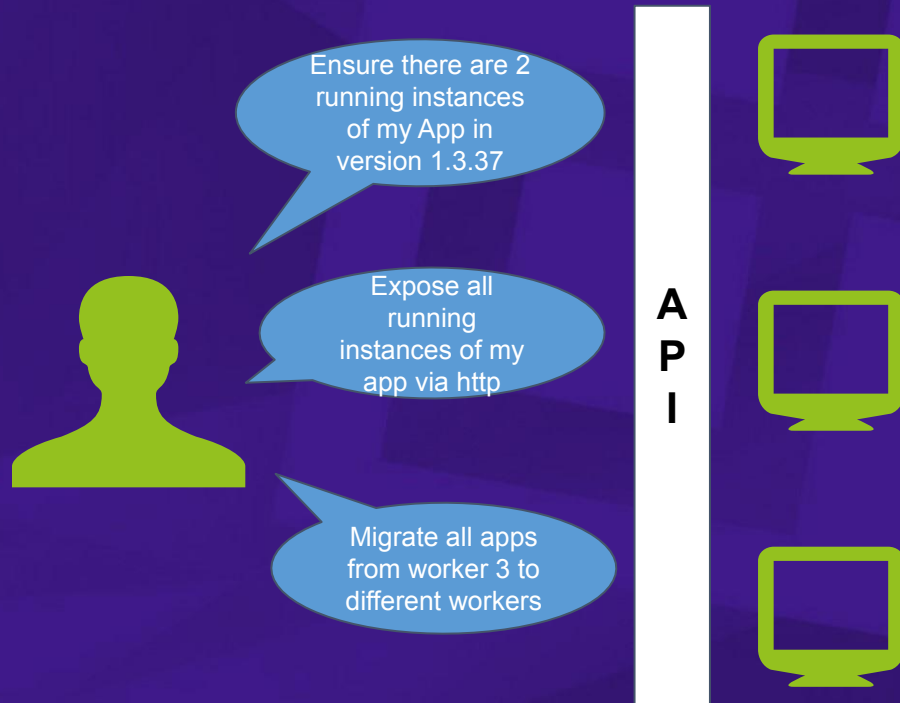 Ensure there are 2
running instances
of my App in
version 1.3.37
Expose all
running
instances of my
app via http
Migrate all apps
from worker 3 to
different workers
A
P
I